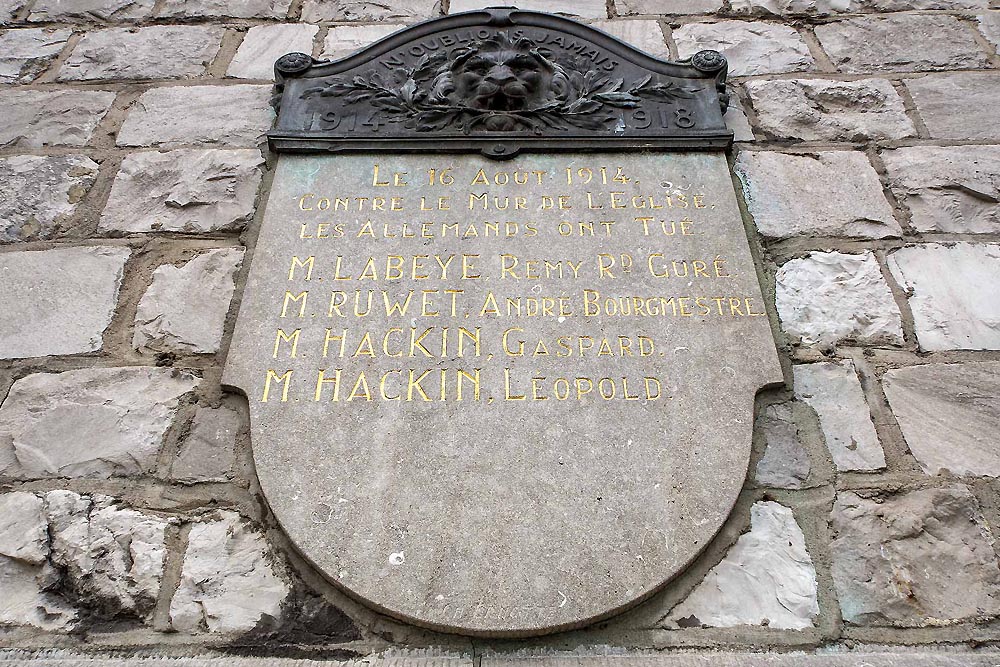 N'OUBLIONS JAMAIS
1914 1918
LE 16 AOUT 1914.
CONTRE LE MUR DE L'EGLISE.
LES ALLEMANDS ONT TUÉ.
M. LABEYE, REMY RD CURÉ.
M. RUWET, ANDRÉ BOURGMESTRE.
M. HACKIN, GASPARD.
M. HACKIN, LÉOPOLD.